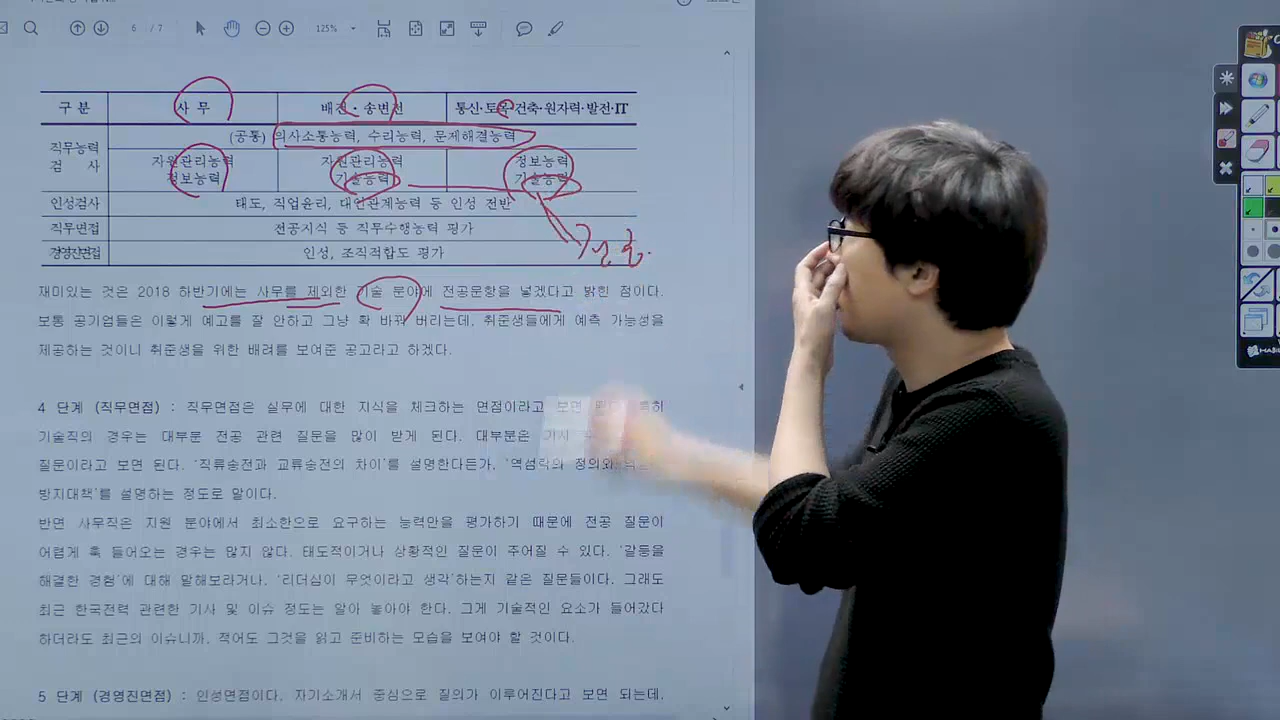 6 / 7
125%
구 분 사 무 배전·송변전 통신·토목·건축·원자력·발전·IT
직무능력
검 사
(공통) 의사소통능력, 수리능력, 문제해결능력
자원관리능력 자원관리능력 정보능력
정보능력 기술능력 기술능력
인성검사 태도, 직업윤리, 대인관계능력 등 인성 전반
직무면접 전공지식 등 직무수행능력 평가
경영진면접 인성, 조직적합도 평가
재미있는 것은 2018 하반기에는 사무를 제외한 기술 분야에 전공문항을 넣겠다고 밝힌 점이다.
보통 공기업들은 이렇게 예고를 잘 안하고 그냥 확 바꿔 버리는데, 취준생들에게 예측 가능성을
제공하는 것이니 취준생을 위한 배려를 보여준 공고라고 하겠다.
4 단계 (직무면접) : 직무면접은 실무에 대한 지식을 체크하는 면접이라고 보면
기술직의 경우는 대부분 전공 관련 질문을 많이 받게 된다. 대부분은
질문이라고 보면 된다. '직류송전과 교류송전의 차이'를 설명한다든가, '역섬락의 정의와
방지대책'를 설명하는 정도로 말이다.
반면 사무직은 지원 분야에서 최소한으로 요구하는 능력만을 평가하기 때문에 전공 질문이
어렵게 훅 들어오는 경우는 많지 않다. 태도적이거나 상황적인 질문이 주어질 수 있다. '갈등을
해결한 경험'에 대해 말해보라거나, '리더십이 무엇이라고 생각'하는지 같은 질문들이다. 그래도
최근 한국전력 관련한 기사 및 이슈 정도는 알아 놓아야 한다. 그게 기술적인 요소가 들어갔다
하더라도 최근의 이슈니까, 적어도 그것을 읽고 준비하는 모습을 보여야 할 것이다.
5 단계 (경영진면접) : 인성면접이다. 자기소개서 중심으로 질의가 이루어진다고 보면 되는데,